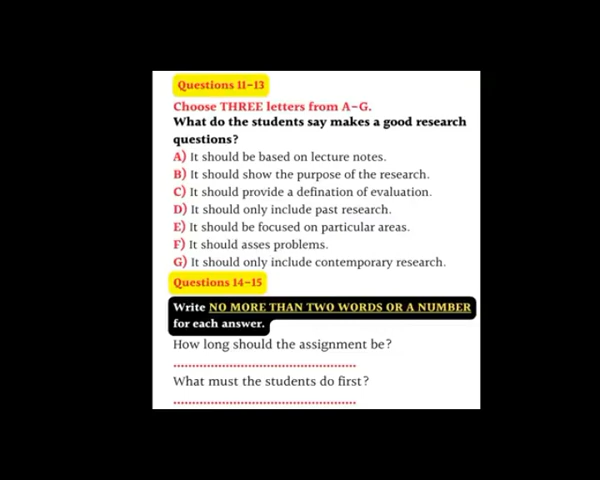 Questions 11-13
Choose THREE letters from A-G.
What do the students say makes a good research
questions?
A) It should be based on lecture notes.
B) It should show the purpose of the research.
C) It should provide a defination of evaluation.
D) It should only include past research.
E) It should be focused on particular areas.
F) It should asses problems.
G) It should only include contemporary research.
Questions 14-15
Write NO MORE THAN TWO WORDS OR A NUMBER
for each answer.
How long should the assignment be?
What must the students do first?